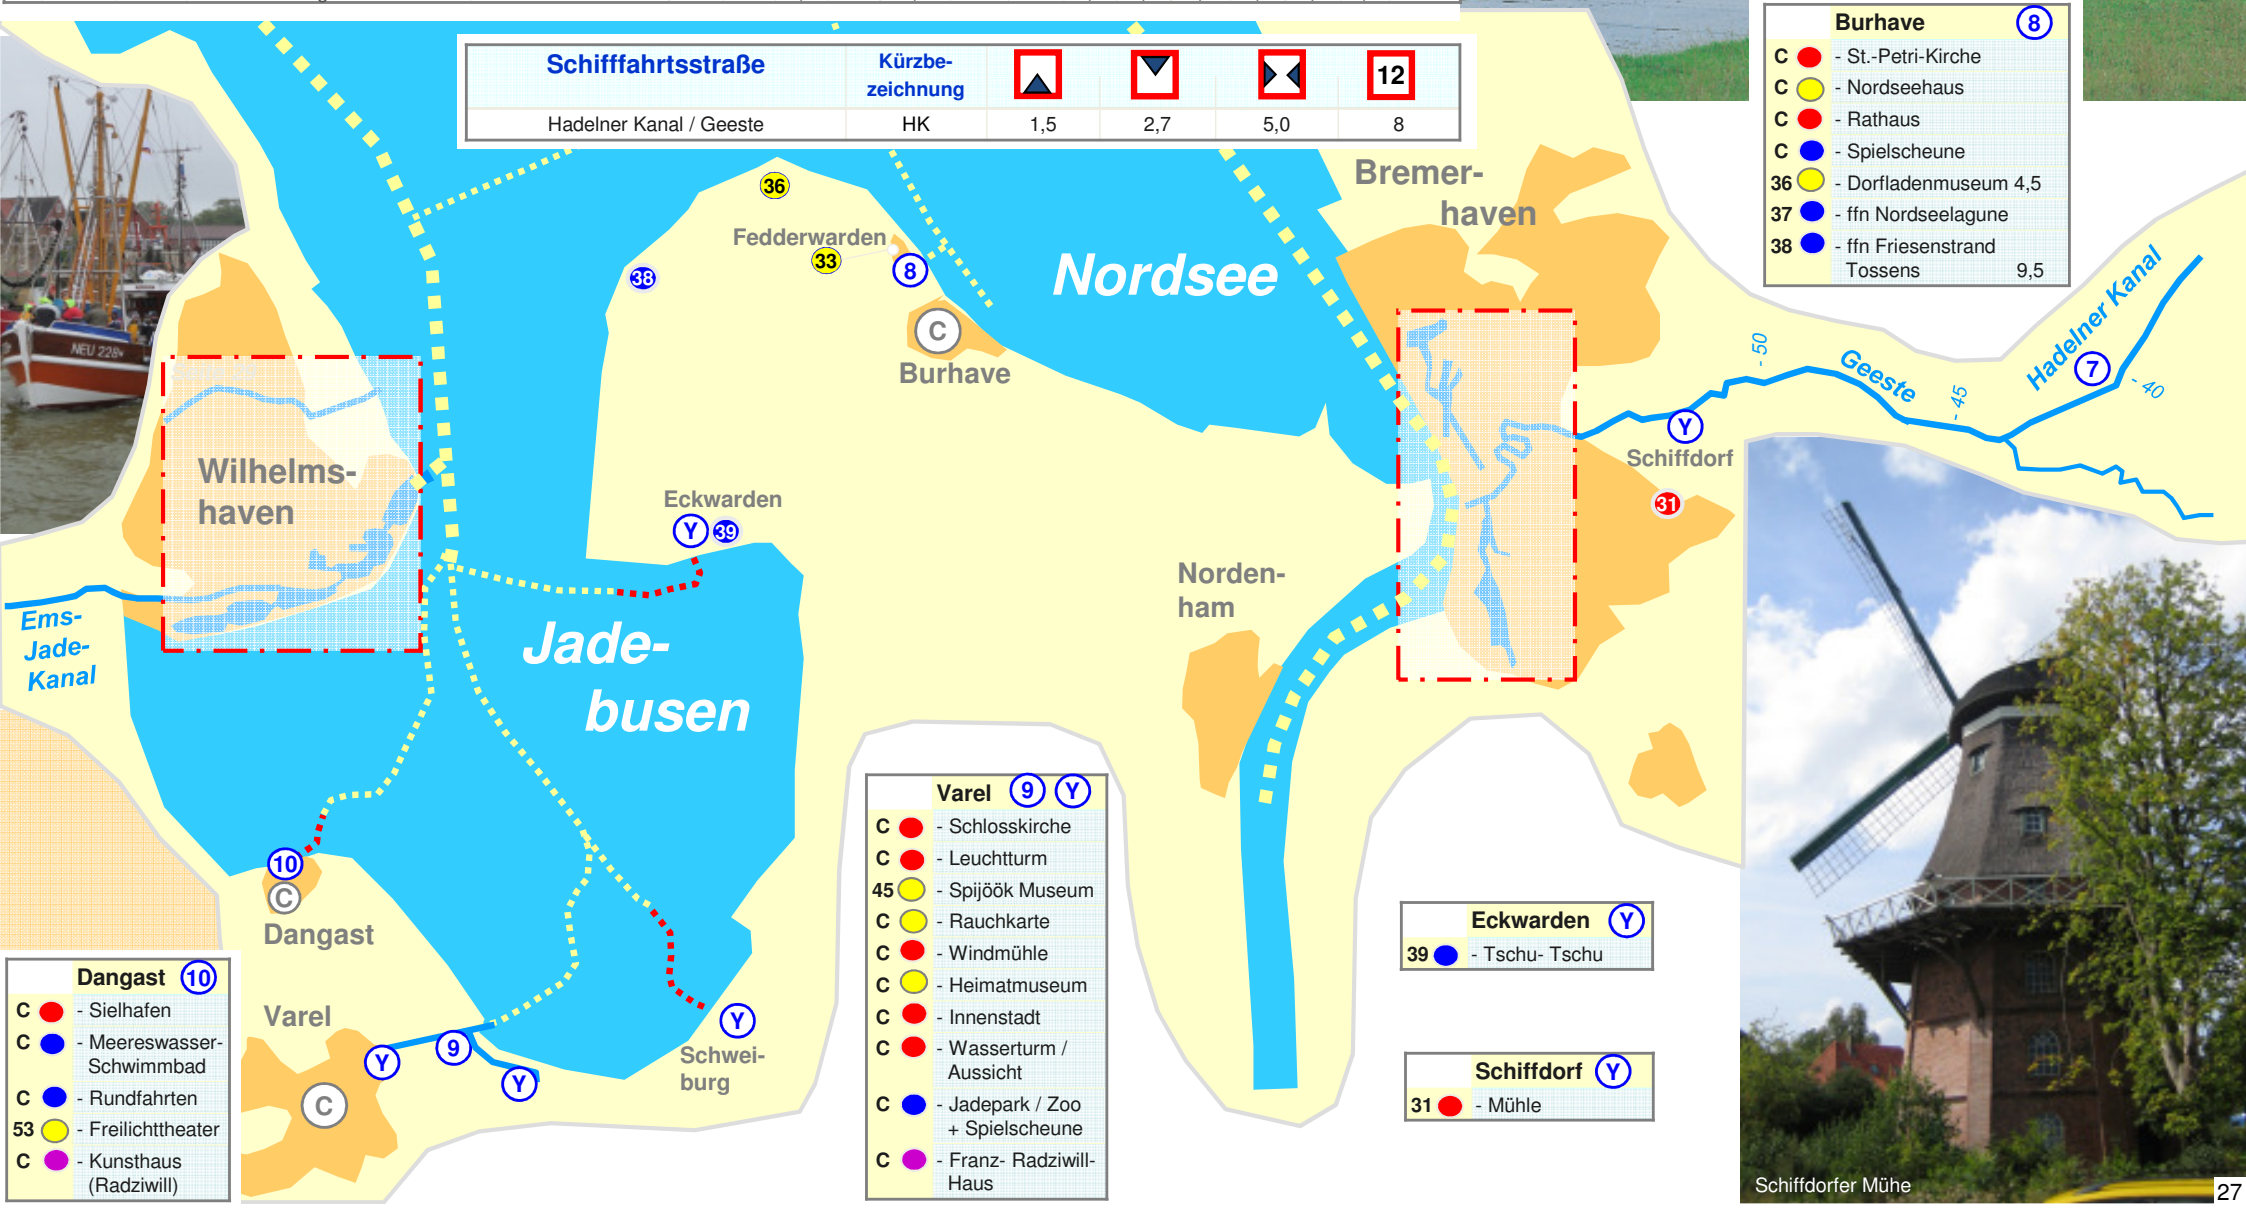 Schifffahrtsstraße
Kürzbe-
zeichnung
12
Hadelner Kanal / Geeste
HK
1,5
2,7
5,0
8
Burhave 8
C - St.-Petri-Kirche
C - Nordseehaus
C - Rathaus
C - Spielscheune
36 - Dorfladenmuseum 4,5
37 - ffn Nordseelagune
38 - ffn Friesenstrand
Tossens 9,5
NEU 228
Bremer-
haven
36
Fedderwarden
33
8
38
Nordsee
C
Burhave
Hadelner Kanal
7
- 50
Geeste
- 45
- 40
Y
Schiffdorf
31
Wilhelms-
haven
Eckwarden
Y 39
Norden-
ham
Ems-
Jade-
Kanal
Jade-
busen
10
C
Dangast
Varel
Y
9
Y
C
Y
Schwei-
burg
Dangast 10
C - Sielhafen
C - Meereswasser-
Schwimmbad
C - Rundfahrten
53 - Freilichttheater
C - Kunsthaus
(Radziwill)
Varel 9 Y
C - Schlosskirche
C - Leuchtturm
45 - Spijöök Museum
C - Rauchkarte
C - Windmühle
C - Heimatmuseum
C - Innenstadt
C - Wasserturm /
Aussicht
C - Jadepark / Zoo
+ Spielscheune
C - Franz- Radziwill-
Haus
Eckwarden Y
39 - Tschu- Tschu
Schiffdorf Y
31 - Mühle
Schiffdorfer Mühe
27